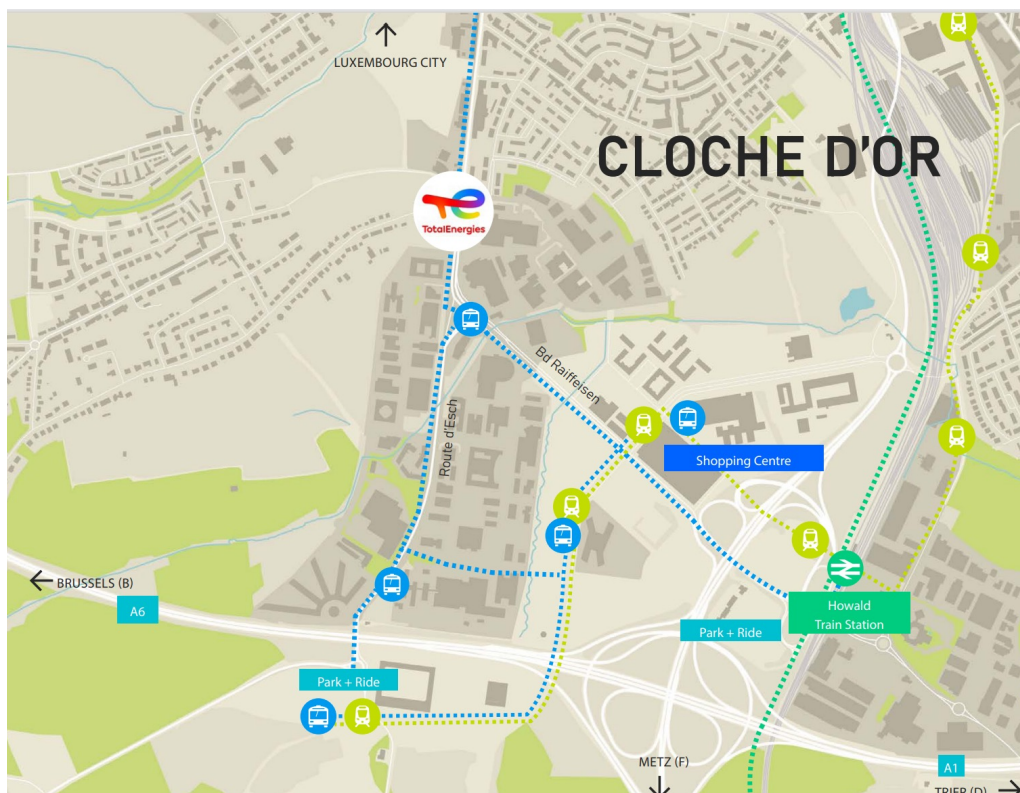 LUXEMBOURG CITY
CLOCHE D'OR
TotalEnergies
Bd Raiffeisen
Route d'Esch
Shopping Centre
BRUSSELS (B)
A6
Howald
Train Station
Park + Ride
Park + Ride
METZ (F)
A1
TRIER (D)